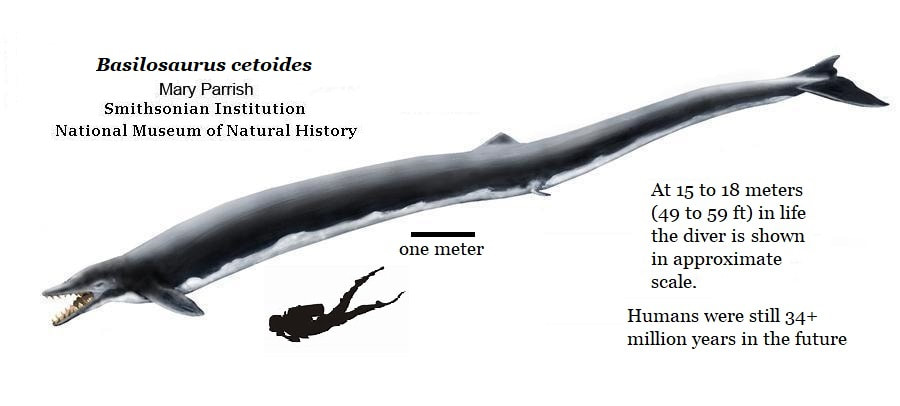 Basilosaurus cetoides
Mary Parrish
Smithsonian Institution
National Museum of Natural History
one meter
At 15 to 18 meters
(49 to 59 ft) in life
the diver is shown
in approximate
scale.
Humans were still 34+
million years in the future